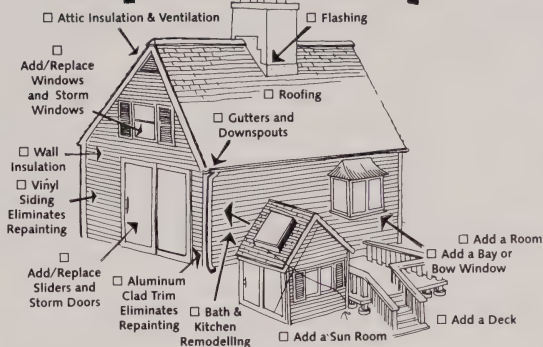 ☐ Attic Insulation & Ventilation
☐ Flashing
☐
Add/Replace
Windows
and Storm
Windows
☐ Roofing
☐ Gutters and
Downspouts
☐ Wall
Insulation
☐ Vinyl
Siding
Eliminates
Repainting
☐
Add/Replace
Sliders and
Storm Doors
☐ Aluminum
Clad Trim
Eliminates
Repainting
☐ Bath &
Kitchen
Remodelling
☐ Add a Sun Room
☐ Add a Room
☐ Add a Bay or
Bow Window
☐ Add a Deck